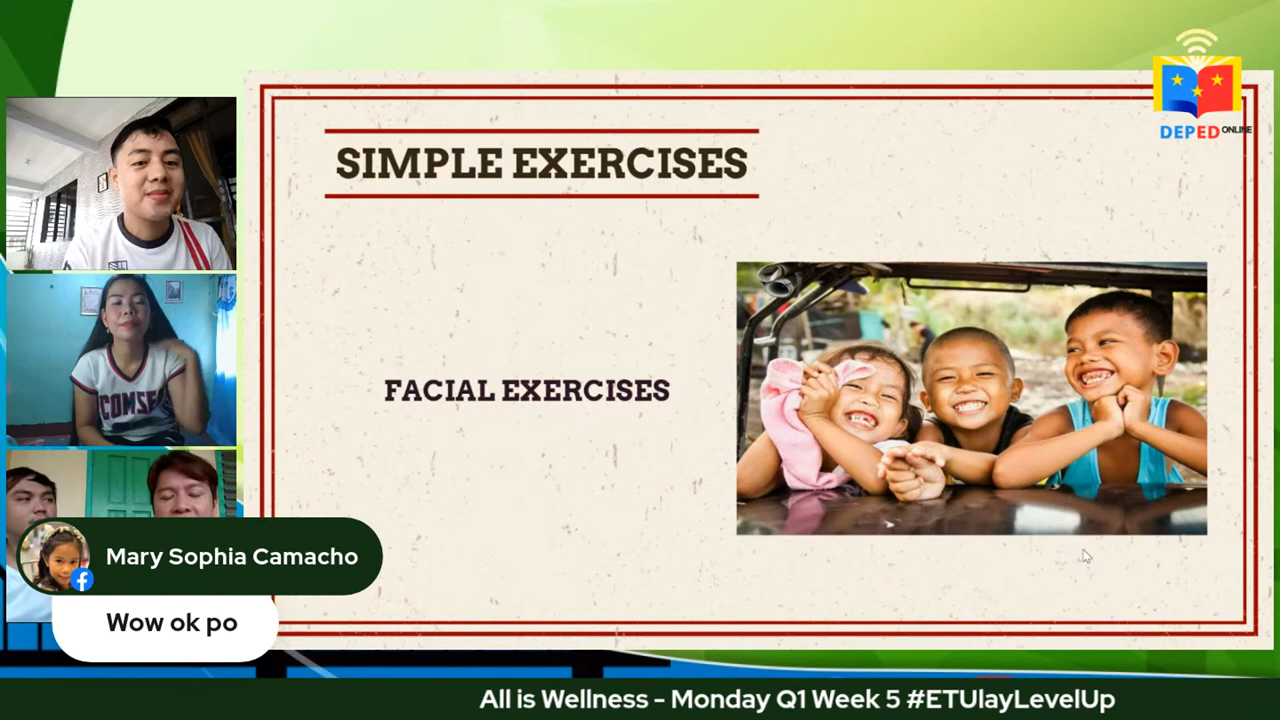 DEPED ONLINE
SIMPLE EXERCISES
FACIAL EXERCISES
COMSE
Mary Sophia Camacho
Wow ok po
All is Wellness - Monday Q1 Week 5 #ETUlayLevelUp